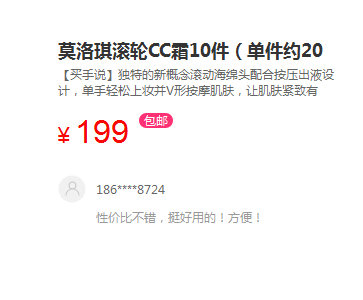 莫洛琪滚轮CC霜10件（单件约20
【买手说】独特的新概念滚动海绵头配合按压出液设
计，单手轻松上妆并V形按摩肌肤，让肌肤紧致有
¥ 199 包邮
186****8724
性价比不错，挺好用的！方便！